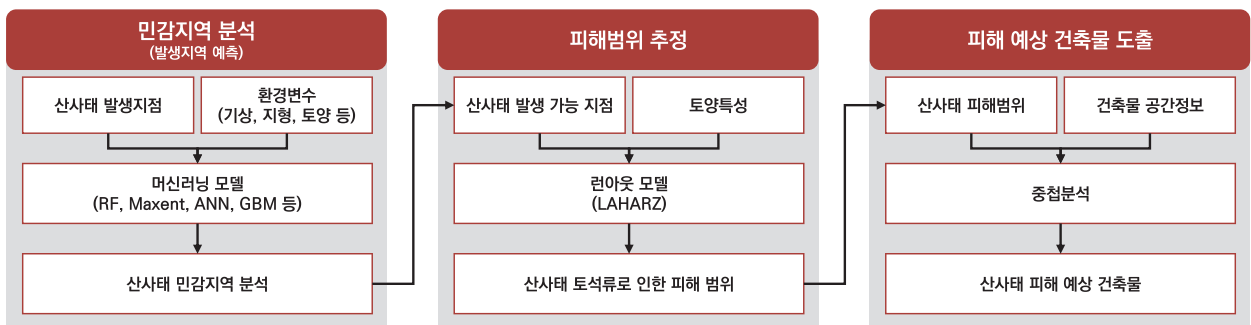 민감지역 분석
(발생지역 예측)
산사태 발생지점
환경변수
(기상, 지형, 토양 등)
머신러닝 모델
(RF, Maxent, ANN, GBM 등)
산사태 민감지역 분석
피해범위 추정
산사태 발생 가능 지점
토양특성
런아웃 모델
(LAHARZ)
산사태 토석류로 인한 피해 범위
피해 예상 건축물 도출
산사태 피해범위
건축물 공간정보
중첩분석
산사태 피해 예상 건축물